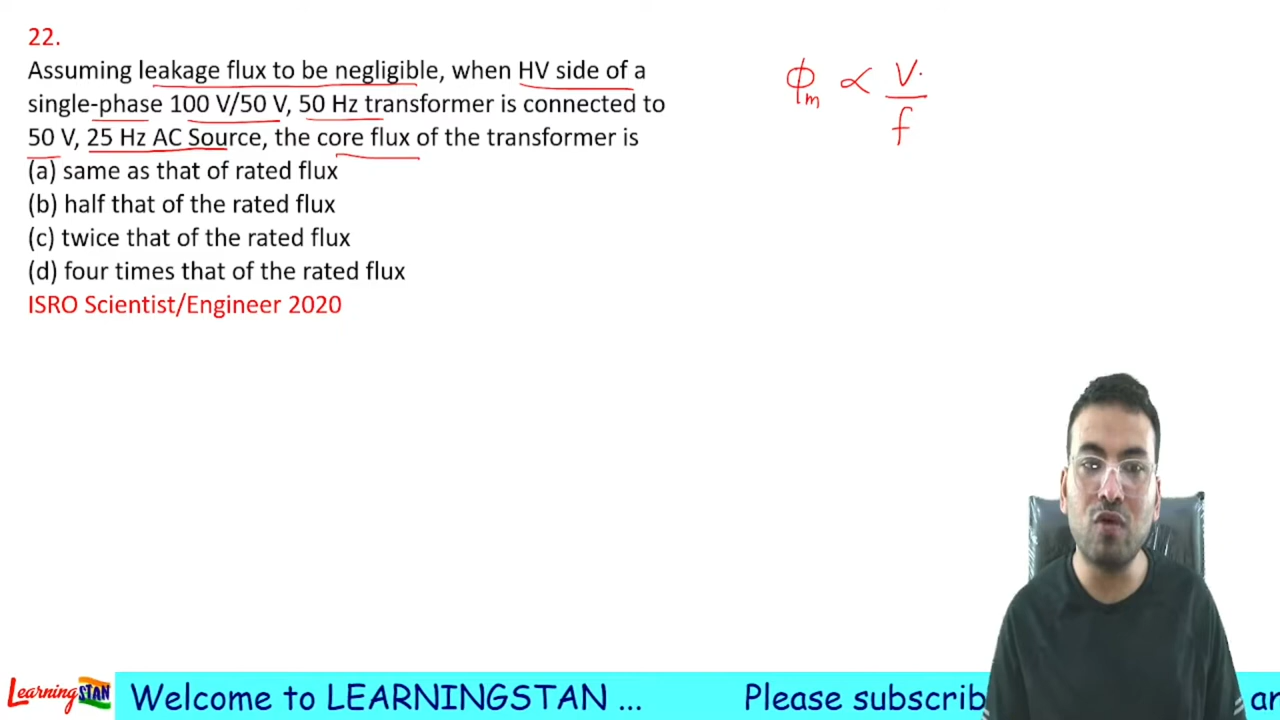 22.
Assuming leakage flux to be negligible, when HV side of a
single-phase 100 V/50 V, 50 Hz transformer is connected to
50 V, 25 Hz AC Source, the core flux of the transformer is
(a) same as that of rated flux
(b) half that of the rated flux
(c) twice that of the rated flux
(d) four times that of the rated flux
ISRO Scientist/Engineer 2020
ϕm ∝ V/f
LearningSTAN
Welcome to LEARNINGSTAN ... Please subscrib